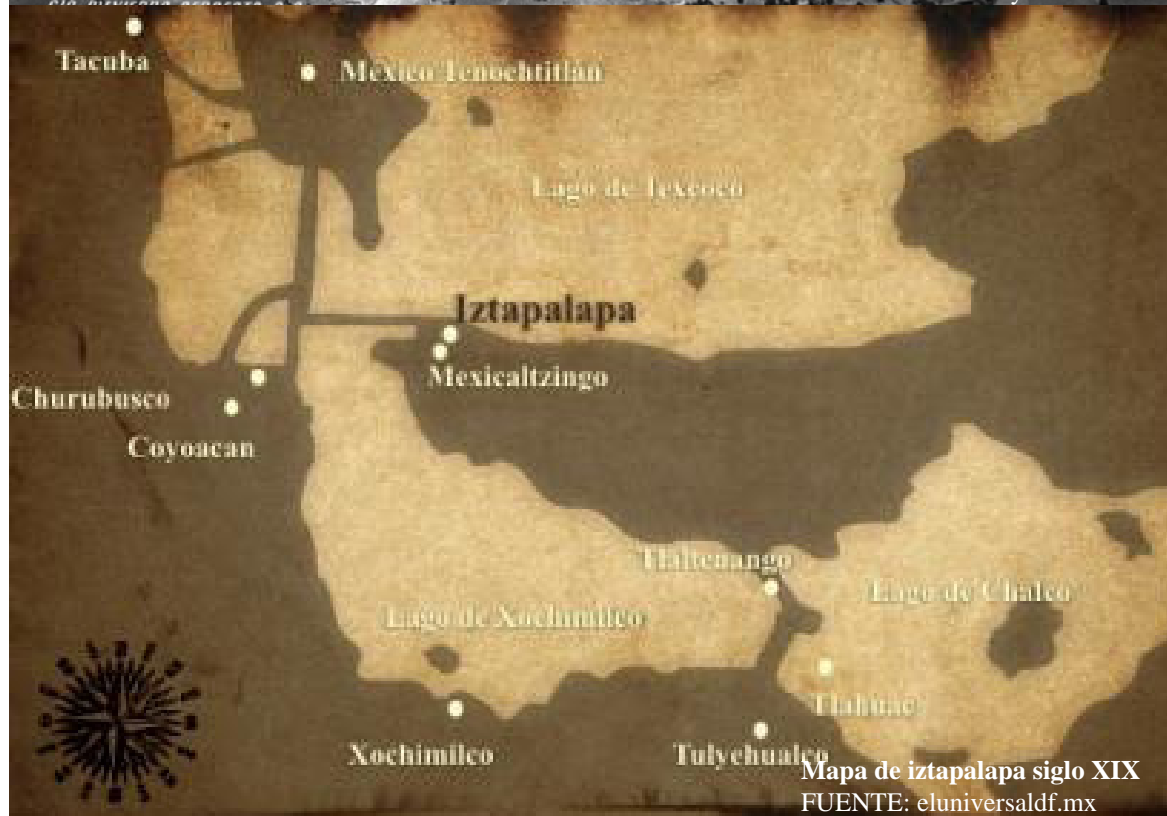 Tacuba
México Tenochtitlán
Lago de Texcoco
Iztapalapa
Mexicaltzingo
Churubusco
Coyoacan
Tlaltenango
Lago de Chalco
Lago de Xochimilco
Tlahuac
Xochimilco
Tulyehualco
Mapa de iztapalapa siglo XIX
FUENTE: eluniversaldf.mx